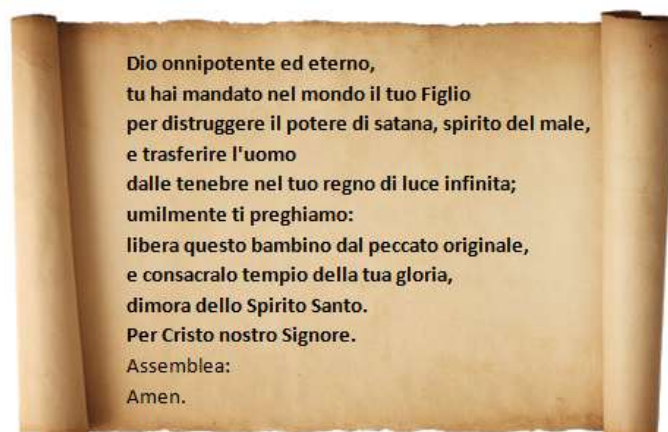 Dio onnipotente ed eterno,
tu hai mandato nel mondo il tuo Figlio
per distruggere il potere di satana, spirito del male,
e trasferire l'uomo
dalle tenebre nel tuo regno di luce infinita;
umilmente ti preghiamo:
libera questo bambino dal peccato originale,
e consacralo tempio della tua gloria,
dimora dello Spirito Santo.
Per Cristo nostro Signore.
Assemblea:
Amen.